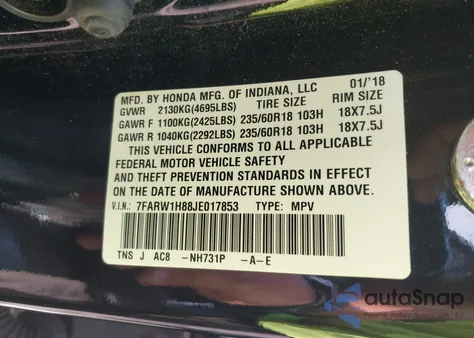 MFD. BY HONDA MFG. OF INDIANA, LLC 01/'18
GVWR 2130KG(4695LBS) TIRE SIZE RIM SIZE
GAWR F 1100KG(2425LBS) 235/60R18 103H 18X7.5J
GAWR R 1040KG(2292LBS) 235/60R18 103H 18X7.5J
THIS VEHICLE CONFORMS TO ALL APPLICABLE
FEDERAL MOTOR VEHICLE SAFETY
AND THEFT PREVENTION STANDARDS IN EFFECT
ON THE DATE OF MANUFACTURE SHOWN ABOVE.
V.I.N: 7FARW1H88JE017853 TYPE: MPV
TNS J AC8 -NH731P -A-E
autoSnap